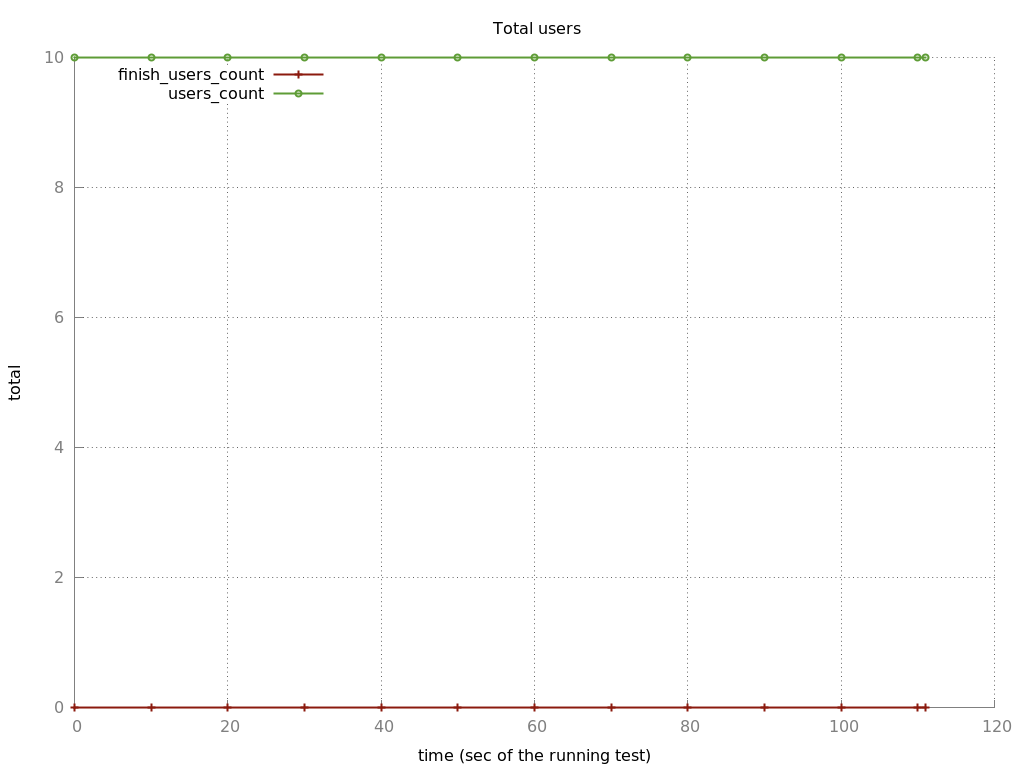 Total users
10
finish_users_count
users_count
8
6
total
4
2
0
0 20 40 60 80 100 120
time (sec of the running test)